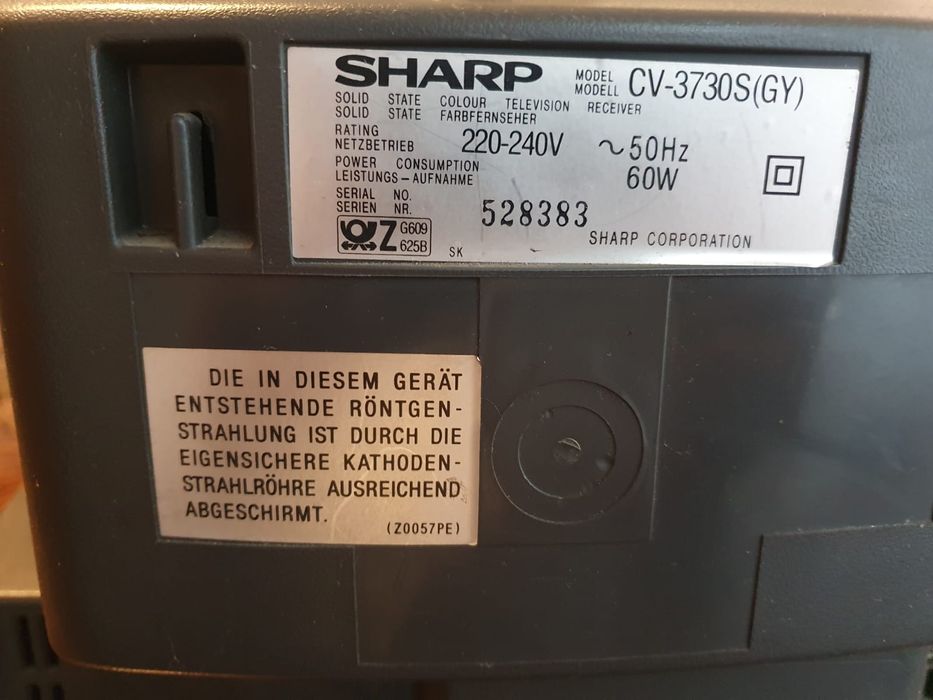 SHARP MODEL CV-3730S(GY)
MODELL
SOLID STATE COLOUR TELEVISION RECEIVER
SOLID STATE FARBFERNSEHER
RATING
NETZBETRIEB 220-240V ~50Hz
POWER CONSUMPTION
LEISTUNGS-AUFNAHME 60W
SERIAL NO.
SERIEN NR. 528383
Z G609
625B SK SHARP CORPORATION
DIE IN DIESEM GERÄT
ENTSTEHENDE RÖNTGEN-
STRAHLUNG IST DURCH DIE
EIGENSICHERE KATHODEN-
STRAHLRÖHRE AUSREICHEND
ABGESCHIRMT.
(Z0057PE)